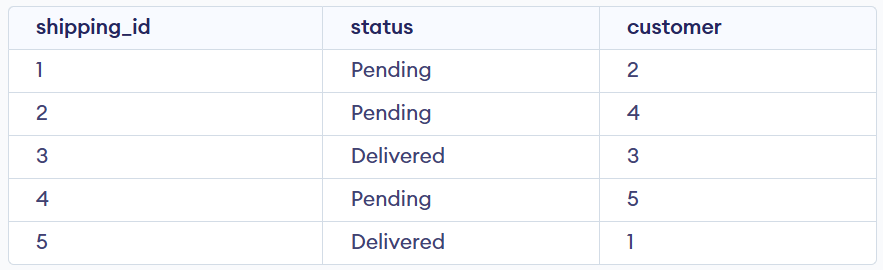 shipping_id status customer
1 Pending 2
2 Pending 4
3 Delivered 3
4 Pending 5
5 Delivered 1